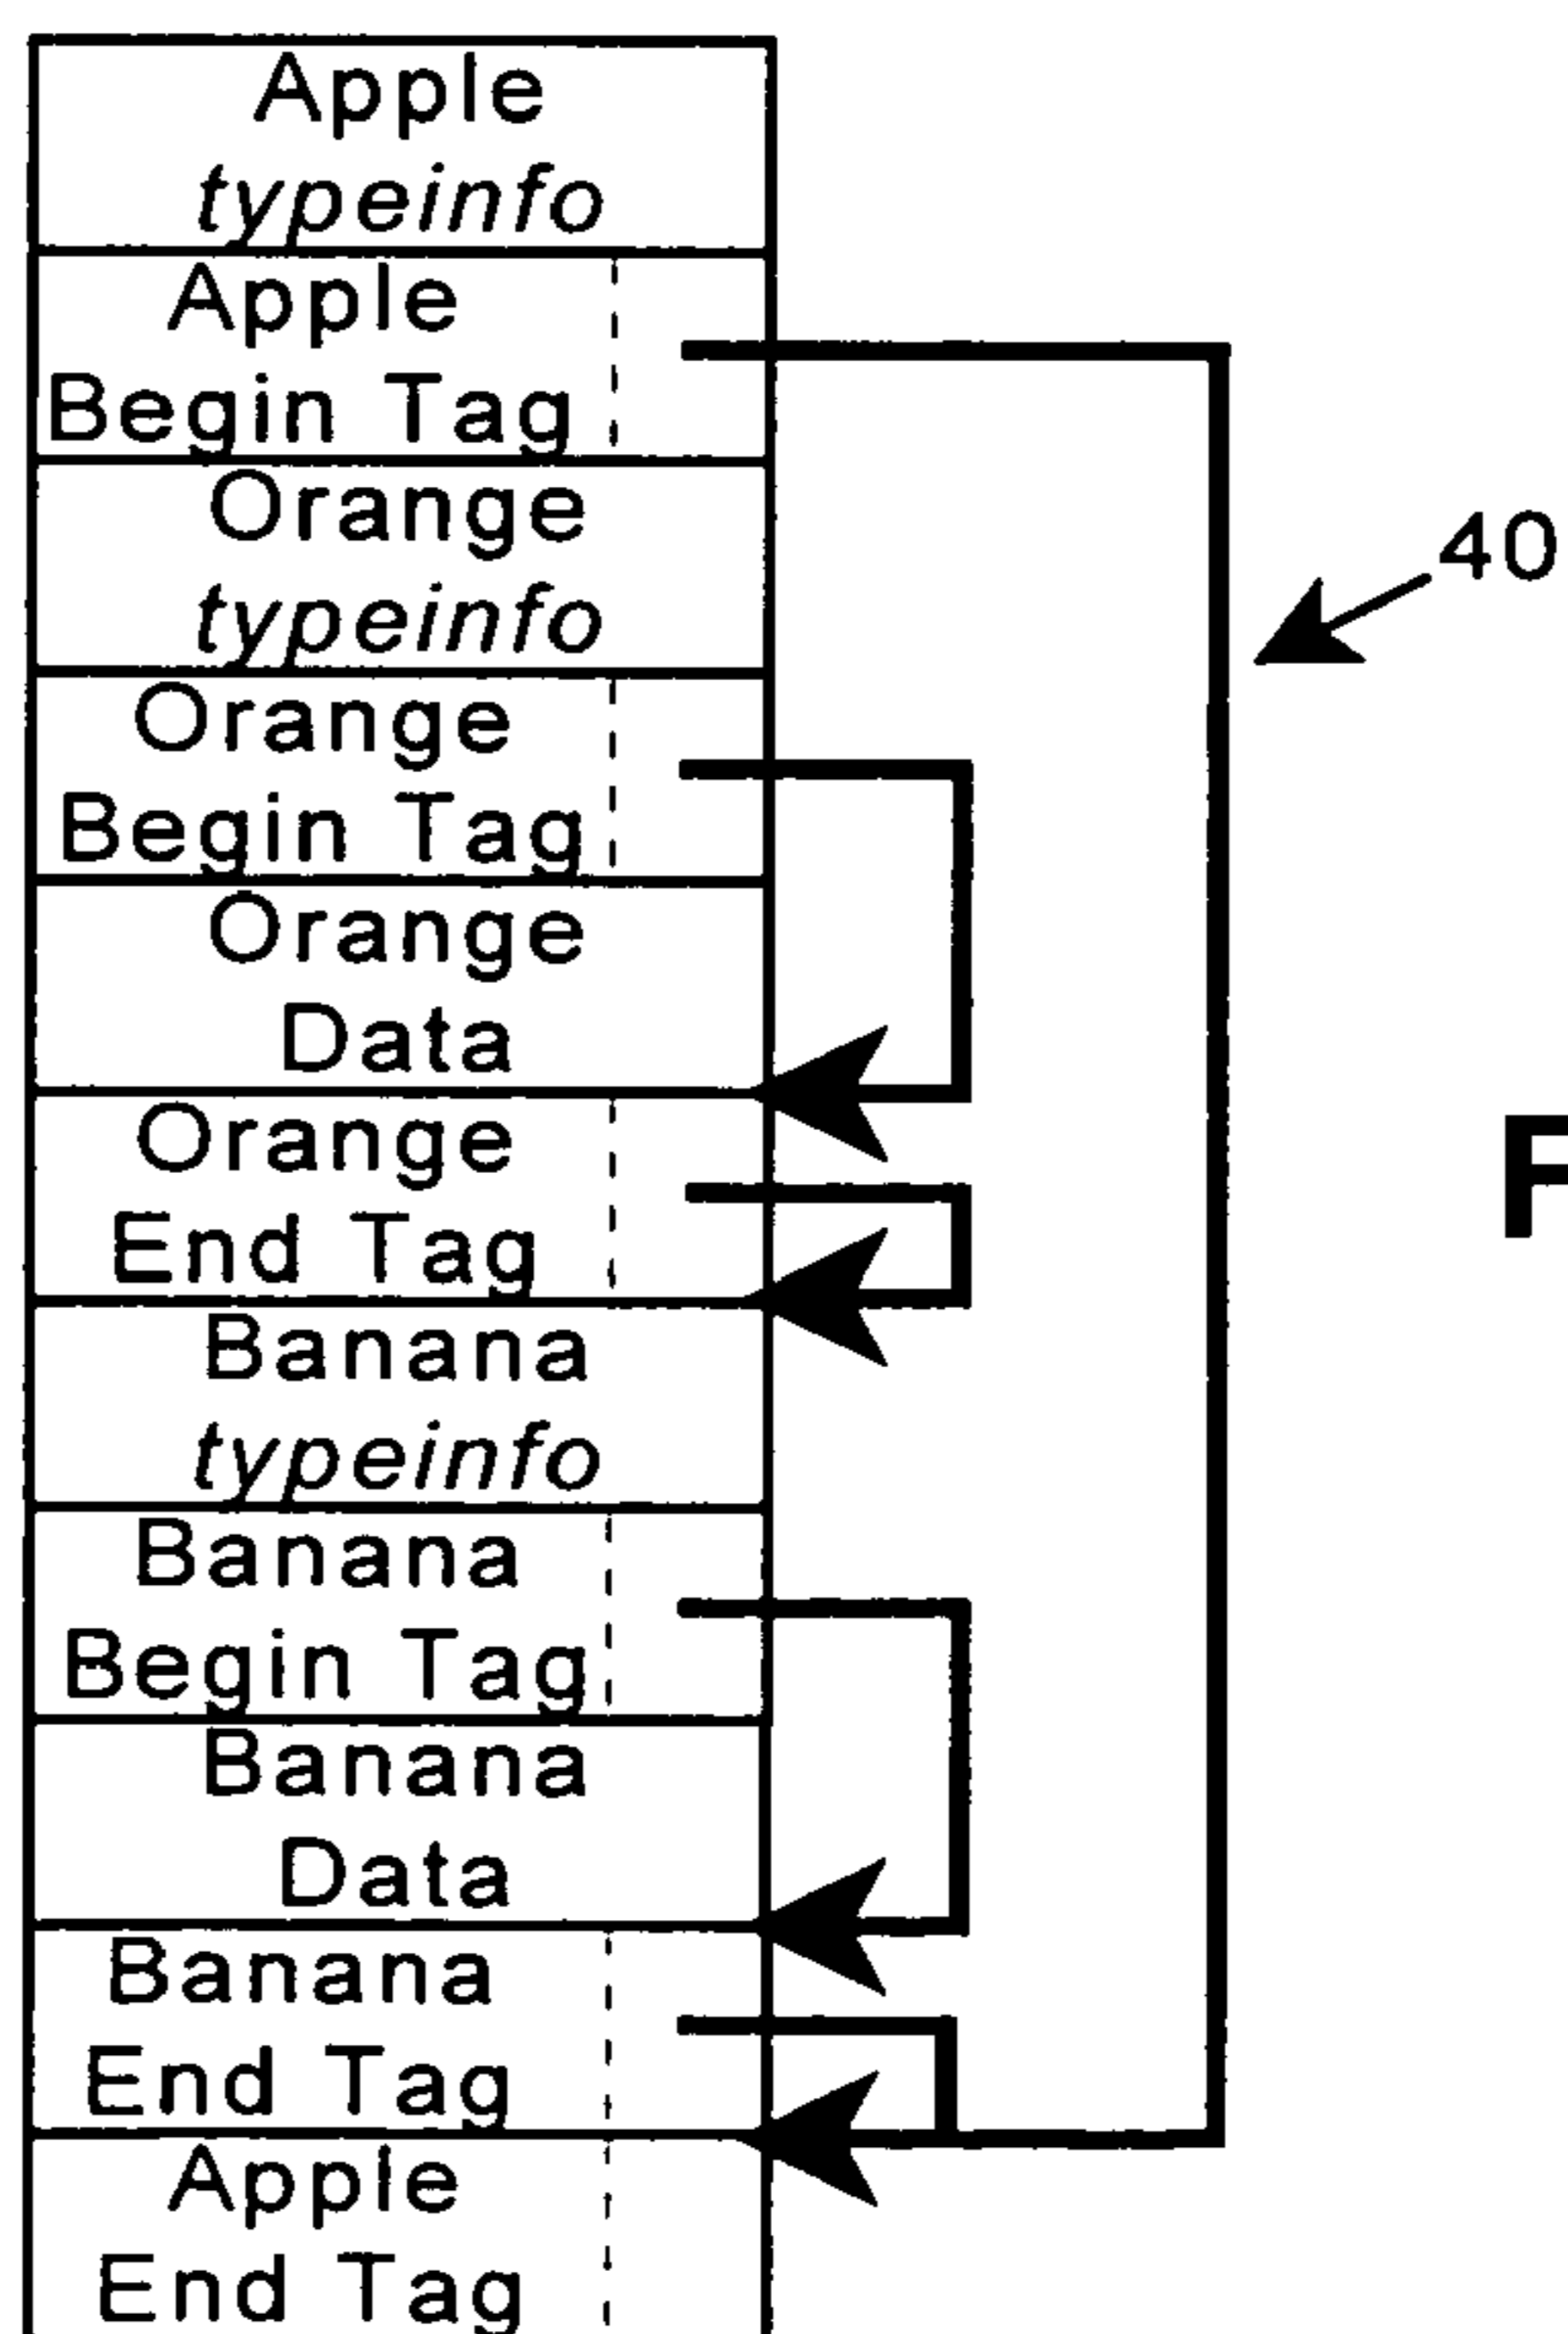 Apple
typeinfo
Apple
Begin Tag
Orange
typeinfo
40
Orange
Begin Tag
Orange
Data
Orange
End Tag
F
Banana
typeinfo
Banana
Begin Tag
Banana
Data
Banana
End Tag
Apple
End Tag